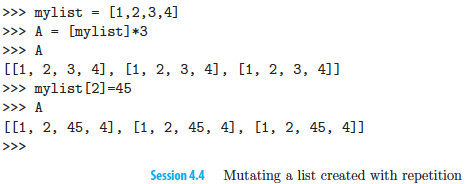 >>> mylist = [1,2,3,4]
>>> A = [mylist]*3
>>> A
[[1, 2, 3, 4], [1, 2, 3, 4], [1, 2, 3, 4]]
>>> mylist[2]=45
>>> A
[[1, 2, 45, 4], [1, 2, 45, 4], [1, 2, 45, 4]]
>>>
Session 4.4 Mutating a list created with repetition